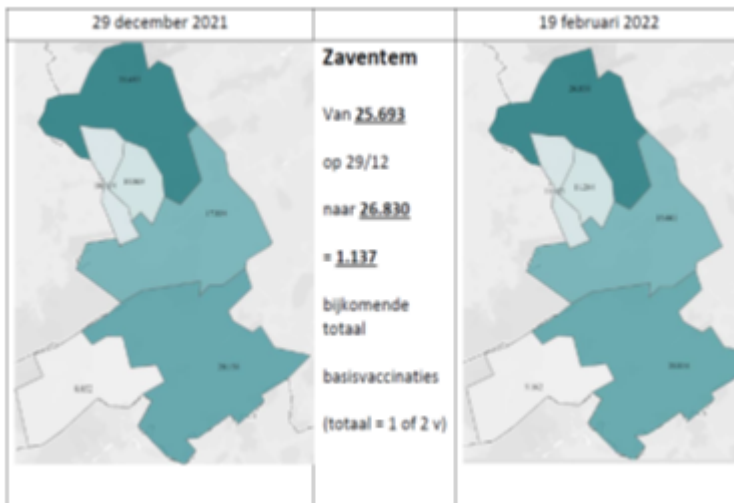 29 december 2021
19 februari 2022
Zaventem
Van 25.693
op 29/12
naar 26.830
= 1.137
bijkomende
totaal
basisvaccinaties
(totaal = 1 of 2 v)